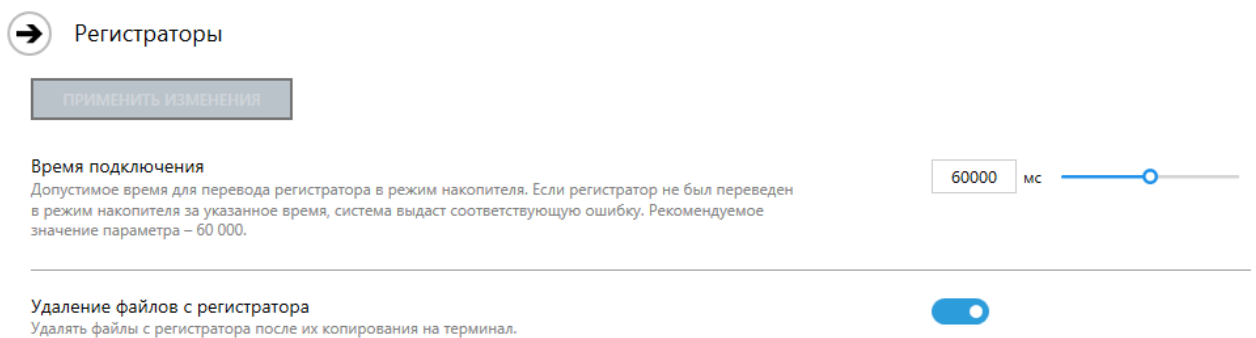 Регистраторы
ПРИМЕНИТЬ ИЗМЕНЕНИЯ
Время подключения
Допустимое время для перевода регистратора в режим накопителя. Если регистратор не был переведен
в режим накопителя за указанное время, система выдаст соответствующую ошибку. Рекомендуемое
значение параметра – 60 000.
60000 мс
Удаление файлов с регистратора
Удалять файлы с регистратора после их копирования на терминал.